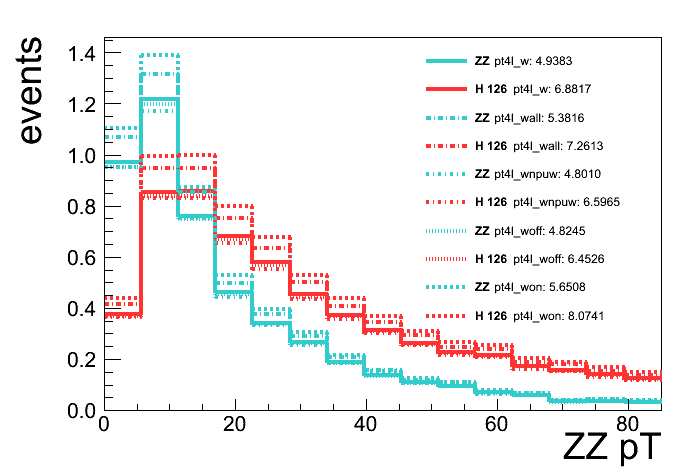 events
1.4
1.2
1.0
0.8
0.6
0.4
0.2
0.0
ZZ pt4l_w: 4.9383
H 126 pt4l_w: 6.8817
ZZ pt4l_wall: 5.3816
H 126 pt4l_wall: 7.2613
ZZ pt4l_wnpuw: 4.8010
H 126 pt4l_wnpuw: 6.5965
ZZ pt4l_woff: 4.8245
H 126 pt4l_woff: 6.4526
ZZ pt4l_won: 5.6508
H 126 pt4l_won: 8.0741
0 20 40 60 80
ZZ pT